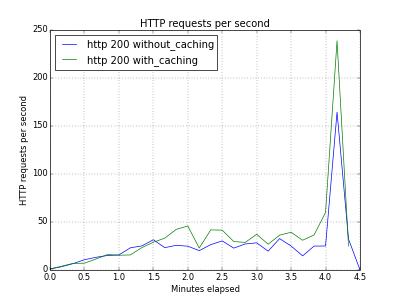 HTTP requests per second
250
200
150
100
50
0
HTTP requests per second
http 200 without_caching
http 200 with_caching
0.0 0.5 1.0 1.5 2.0 2.5 3.0 3.5 4.0 4.5
Minutes elapsed